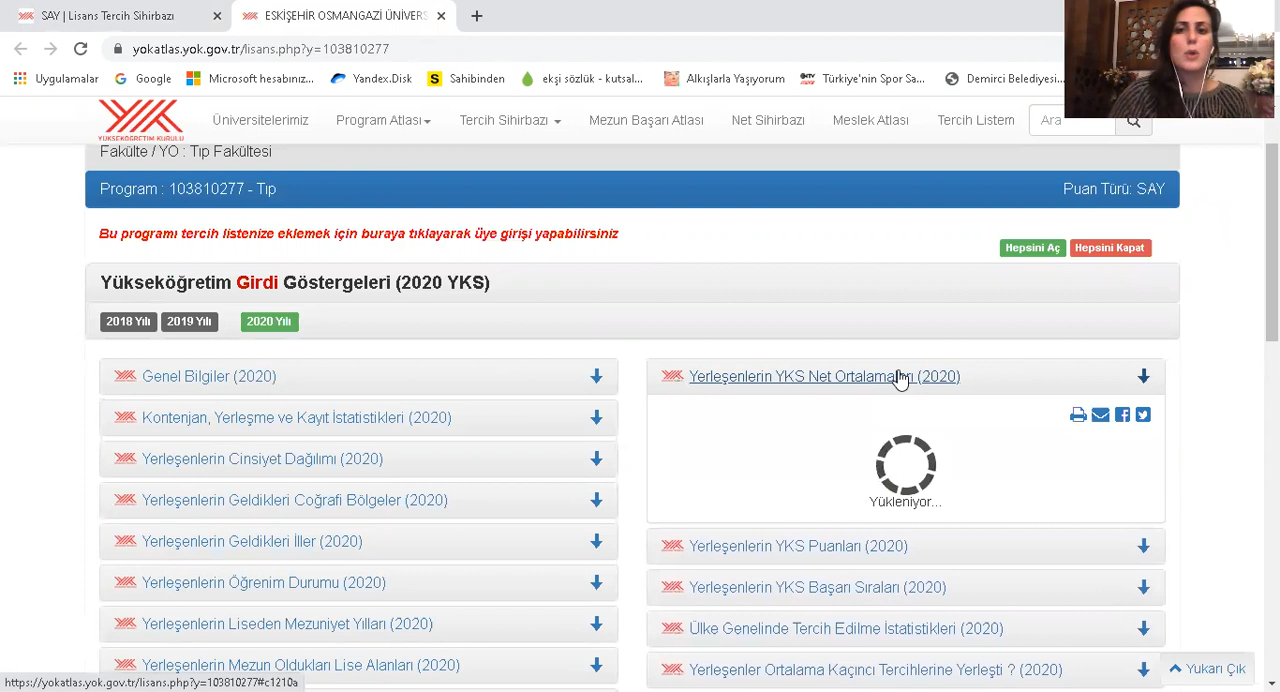 SAY | Lisans Tercih Sihirbazı
ESKİŞEHİR OSMANGAZİ ÜNİVERS
yokatlas.yok.gov.tr/lisans.php?y=103810277
Uygulamalar
Google
Microsoft hesabınız...
Yandex.Disk
Sahibinden
ekşi sözlük - kutsal...
Alkışlarla Yaşıyorum
Türkiye'nin Spor Sa...
Demirci Belediyesi...
YÜKSEKÖĞRETİM KURULU
Üniversitelerimiz
Program Atlası
Tercih Sihirbazı
Mezun Başarı Atlası
Net Sihirbazı
Meslek Atlası
Tercih Listem
Ara
Fakülte / YO : Tıp Fakültesi
Program : 103810277 - Tıp
Puan Türü: SAY
Bu programı tercih listenize eklemek için buraya tıklayarak üye girişi yapabilirsiniz
Hepsini Aç
Hepsini Kapat
Yükseköğretim Girdi Göstergeleri (2020 YKS)
2018 Yılı
2019 Yılı
2020 Yılı
Genel Bilgiler (2020)
Kontenjan, Yerleşme ve Kayıt İstatistikleri (2020)
Yerleşenlerin Cinsiyet Dağılımı (2020)
Yerleşenlerin Geldikleri Coğrafi Bölgeler (2020)
Yerleşenlerin Geldikleri İller (2020)
Yerleşenlerin Öğrenim Durumu (2020)
Yerleşenlerin Liseden Mezuniyet Yılları (2020)
Yerleşenlerin Mezun Oldukları Lise Alanları (2020)
Yerleşenlerin YKS Net Ortalamaları (2020)
Yükleniyor...
Yerleşenlerin YKS Puanları (2020)
Yerleşenlerin YKS Başarı Sıraları (2020)
Ülke Genelinde Tercih Edilme İstatistikleri (2020)
Yerleşenler Ortalama Kaçıncı Tercihlerine Yerleşti ? (2020)
Yukarı Çık
https://yokatlas.yok.gov.tr/lisans.php?y=103810277#c1210a